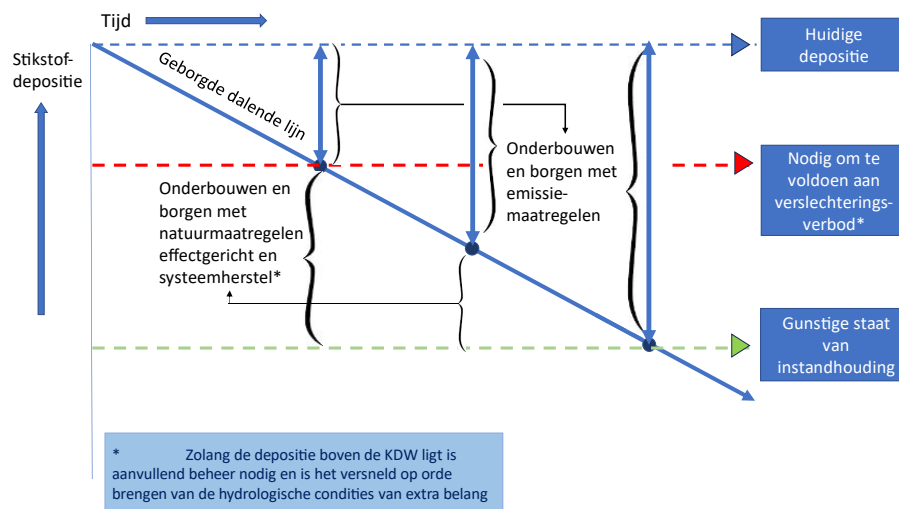 Tijd
Stikstof-
depositie
Geborgde dalende lijn
Huidige
depositie
Onderbouwen
en borgen met
emissie-
maatregelen
Nodig om te
voldoen aan
verslechterings-
verbod*
Onderbouwen en
borgen met
natuurmaatregelen
effectgericht en
systeemherstel*
Gunstige staat
van
instandhouding
* Zolang de depositie boven de KDW ligt is
aanvullend beheer nodig en is het versneld op orde
brengen van de hydrologische condities van extra belang